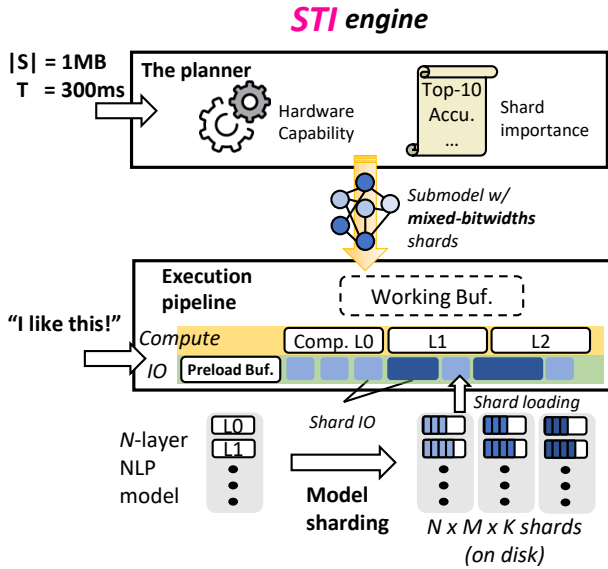 STI engine
|S| = 1MB
T = 300ms
The planner
Hardware
Capability
Top-10
Accu.
...
Shard
importance
Submodel w/
mixed-bitwidths
shards
Execution
pipeline
Working Buf.
"I like this!"
Compute
Comp. L0
L1
L2
IO
Preload Buf.
Shard IO
Shard loading
N-layer
NLP
model
L0
L1
Model
sharding
N x M x K shards
(on disk)